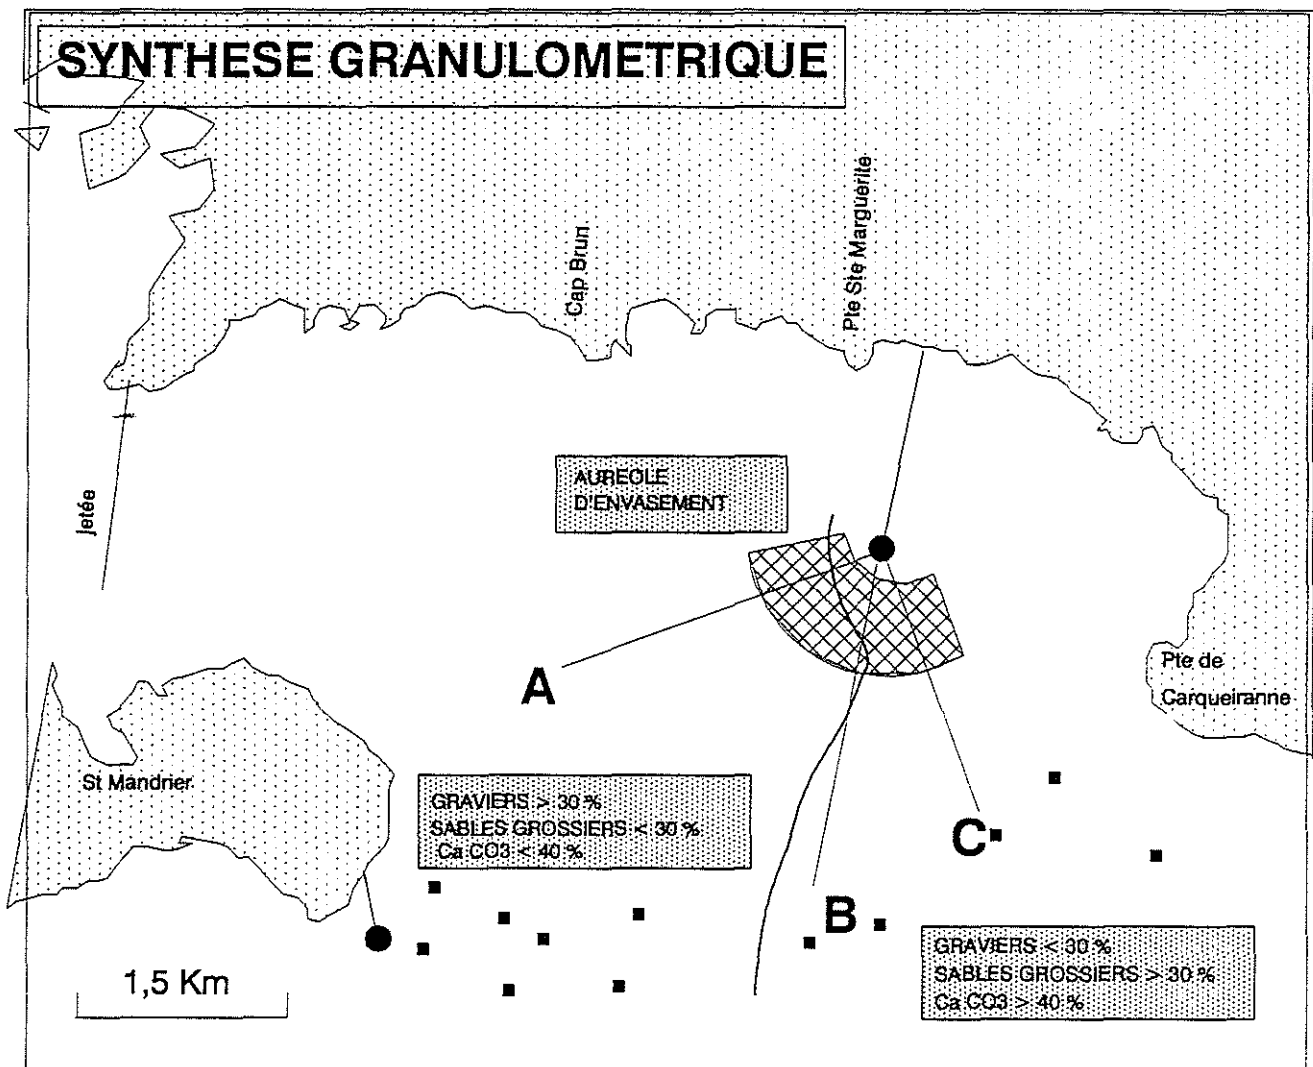 SYNTHESE GRANULOMETRIQUE
Cap Brun
Pte Ste Marguerite
jetée
AUREOLE
D'ENVASEMENT
A
Pte de
Carqueiranne
St Mandrier
GRAVIERS > 30 %
SABLES GROSSIERS < 30 %
Ca CO3 < 40 %
C
B
GRAVIERS < 30 %
SABLES GROSSIERS > 30 %
Ca CO3 > 40 %
1,5 Km